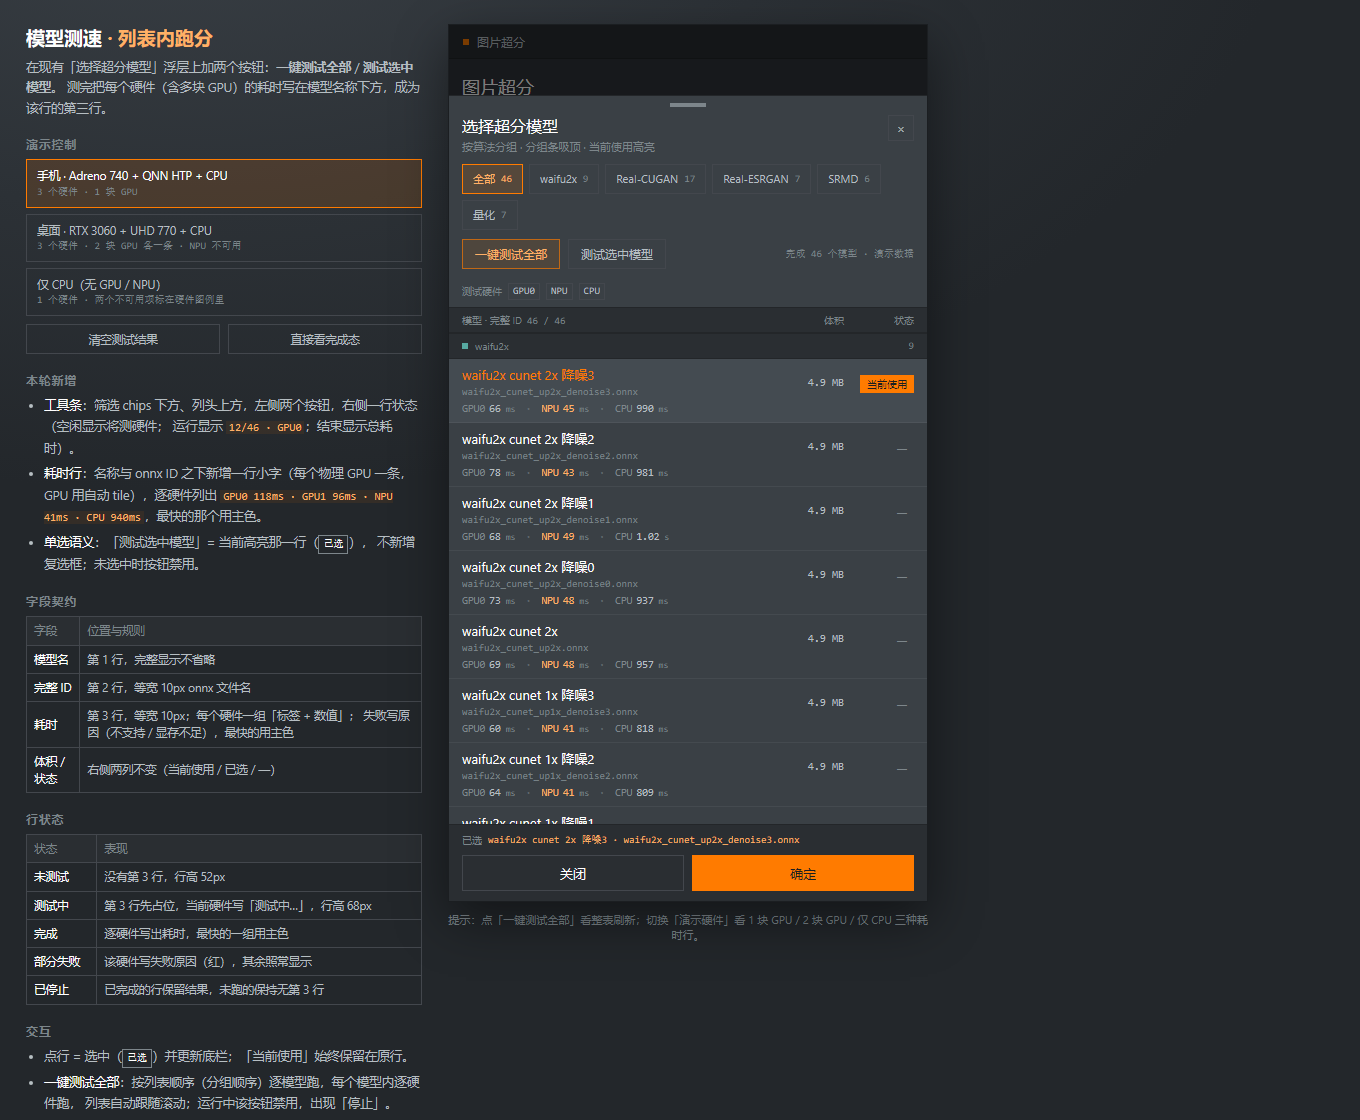 模型测速 · 列表内跑分
在现有「选择超分模型」浮层上加两个按钮：一键测试全部 / 测试选中
模型。 测完把每个硬件（含多块 GPU）的耗时写在模型名称下方，成为
该行的第三行。
演示控制
手机 · Adreno 740 + QNN HTP + CPU
3 个硬件 · 1 块 GPU
桌面 · RTX 3060 + UHD 770 + CPU
3 个硬件 · 2 块 GPU 各一条 · NPU 不可用
仅 CPU（无 GPU / NPU）
1 个硬件 · 两个不可用项标在硬件图例里
清空测试结果
直接看完成态
本轮新增
• 工具条：筛选 chips 下方、列头上方，左侧两个按钮，右侧一行状态
（空闲显示将测硬件； 运行显示 12/46 · GPU0；结束显示总耗
时）。
• 耗时行：名称与 onnx ID 之下新增一行小字（每个物理 GPU 一条，
GPU 用自动 tile），逐硬件列出 GPU0 118ms · GPU1 96ms · NPU
41ms · CPU 940ms，最快的那个用主色。
• 单选语义：「测试选中模型」= 当前高亮那一行（已选）， 不新增
复选框；未选中时按钮禁用。
字段契约
字段 位置与规则
模型名 第 1 行，完整显示不省略
完整 ID 第 2 行，等宽 10px onnx 文件名
耗时 第 3 行，等宽 10px；每个硬件一组「标签 + 数值」； 失败写原
因（不支持 / 显存不足），最快的用主色
体积 /
状态 右侧两列不变（当前使用 / 已选 / —）
行状态
状态 表现
未测试 没有第 3 行，行高 52px
测试中 第 3 行先占位，当前硬件写「测试中…」，行高 68px
完成 逐硬件写出耗时，最快的一组用主色
部分失败 该硬件写失败原因（红），其余照常显示
已停止 已完成的行保留结果，未跑的保持无第 3 行
交互
• 点行 = 选中（已选）并更新底栏；「当前使用」始终保留在原行。
• 一键测试全部：按列表顺序（分组顺序）逐模型跑，每个模型内逐硬
件跑， 列表自动跟随滚动；运行中该按钮禁用，出现「停止」。
图片超分
图片超分
选择超分模型
×
按算法分组 · 分组条吸顶 · 当前使用高亮
全部 46
waifu2x 9
Real-CUGAN 17
Real-ESRGAN 7
SRMD 6
量化 7
一键测试全部
测试选中模型
完成 46 个模型 · 演示数据
测试硬件 GPU0 NPU CPU
模型 · 完整 ID 46 / 46 体积 状态
waifu2x 9
waifu2x cunet 2x 降噪3
waifu2x_cunet_up2x_denoise3.onnx
GPU0 66 ms · NPU 45 ms · CPU 990 ms
4.9 MB 当前使用
waifu2x cunet 2x 降噪2
waifu2x_cunet_up2x_denoise2.onnx
GPU0 78 ms · NPU 43 ms · CPU 981 ms
4.9 MB —
waifu2x cunet 2x 降噪1
waifu2x_cunet_up2x_denoise1.onnx
GPU0 68 ms · NPU 49 ms · CPU 1.02 s
4.9 MB —
waifu2x cunet 2x 降噪0
waifu2x_cunet_up2x_denoise0.onnx
GPU0 73 ms · NPU 48 ms · CPU 937 ms
4.9 MB —
waifu2x cunet 2x
waifu2x_cunet_up2x.onnx
GPU0 69 ms · NPU 48 ms · CPU 957 ms
4.9 MB —
waifu2x cunet 1x 降噪3
waifu2x_cunet_up1x_denoise3.onnx
GPU0 60 ms · NPU 41 ms · CPU 818 ms
4.9 MB —
waifu2x cunet 1x 降噪2
waifu2x_cunet_up1x_denoise2.onnx
GPU0 64 ms · NPU 41 ms · CPU 809 ms
4.9 MB —
waifu2x cunet 1x 降噪1
已选 waifu2x cunet 2x 降噪3 · waifu2x_cunet_up2x_denoise3.onnx
关闭
确定
提示：点「一键测试全部」看整表刷新；切换「演示硬件」看 1 块 GPU / 2 块 GPU / 仅 CPU 三种耗
时行。